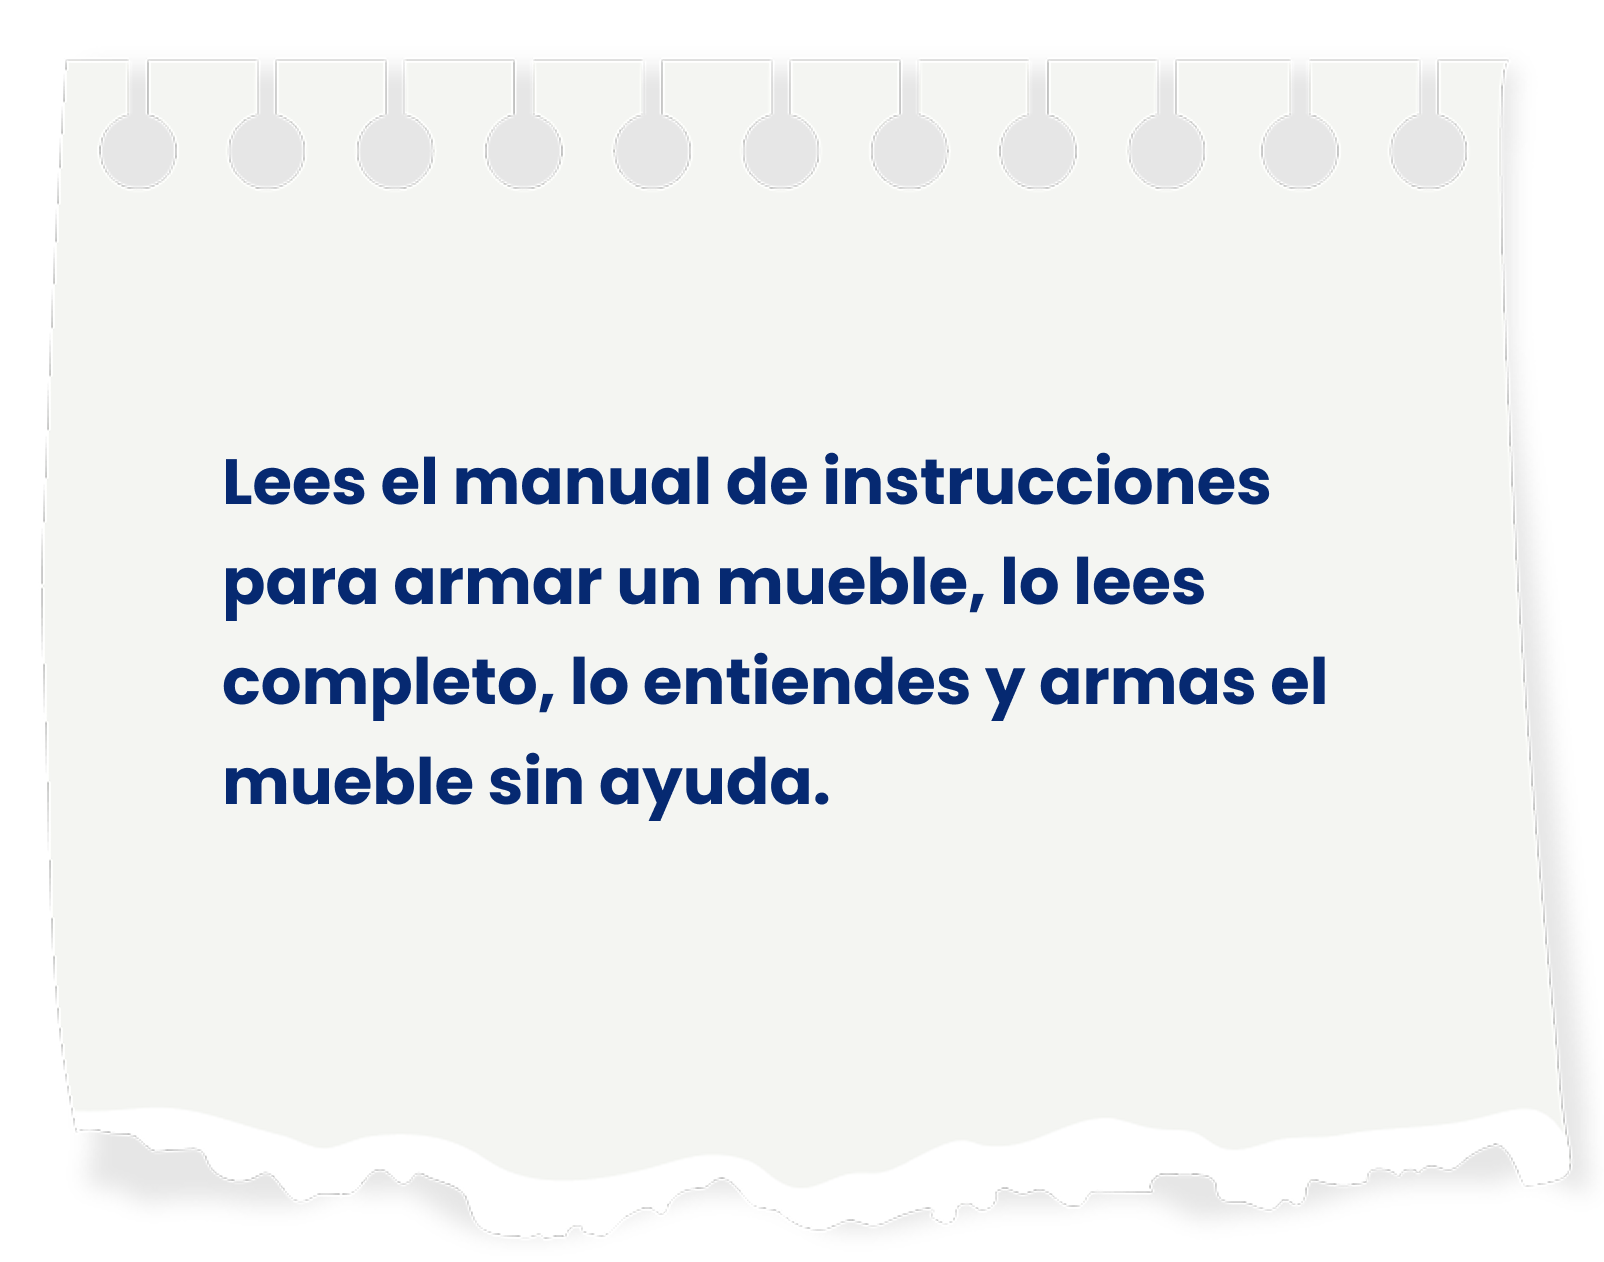 Lees el manual de instrucciones
para armar un mueble, lo lees
completo, lo entiendes y armas el
mueble sin ayuda.